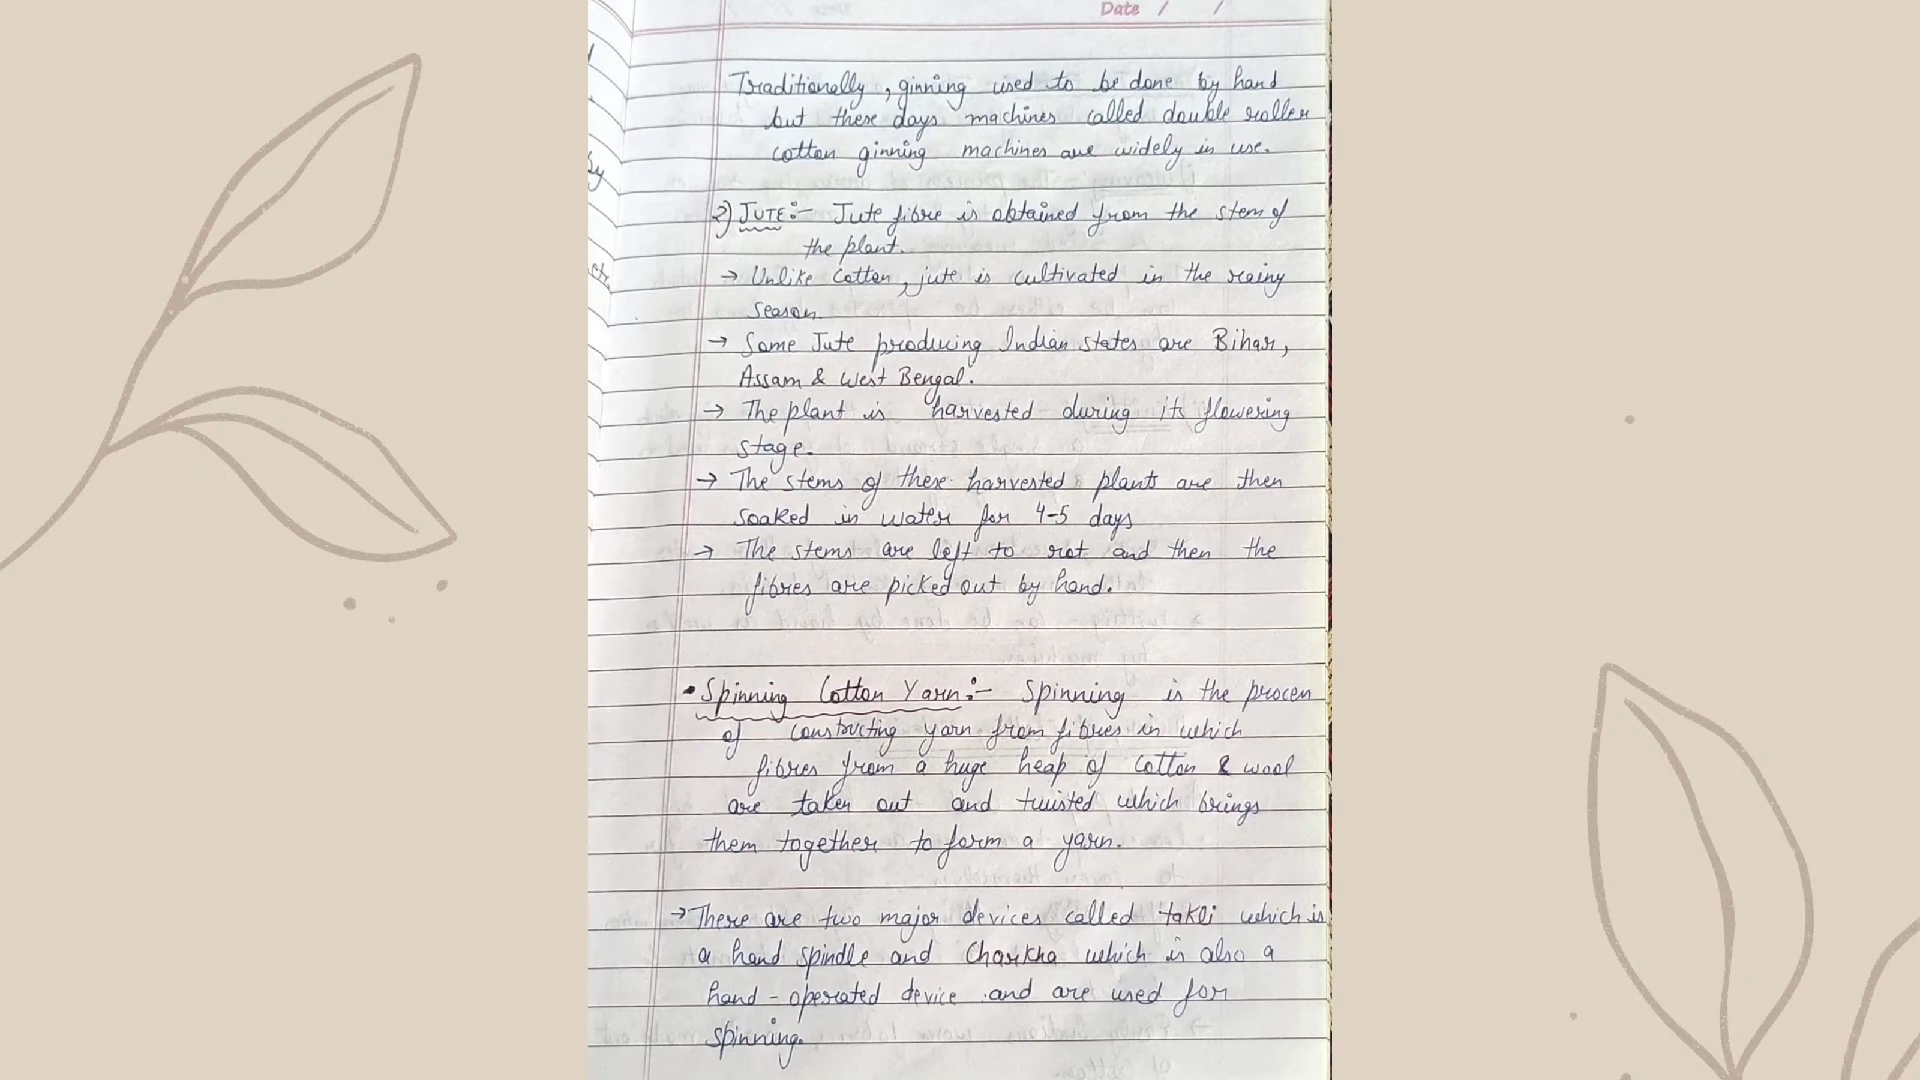 Date / /
Traditionally, ginning used to be done by hand
but these days machines called double roller
cotton ginning machines are widely in use.
2) JUTE:- Jute fibre is obtained from the stem of
the plant.
→ Unlike Cotton, jute is cultivated in the rainy
season.
→ Some Jute producing Indian states are Bihar,
Assam & West Bengal.
→ The plant is harvested during its flowering
stage.
→ The stems of these harvested plants are then
soaked in water for 4-5 days
→ The stems are left to rot and then the
fibres are picked out by hand.
• Spinning Cotton Yarn:- Spinning is the process
of constructing yarn from fibres in which
fibres from a huge heap of cotton & wool
are taken out and twisted which brings
them together to form a yarn.
→ There are two major devices called takli which is
a hand spindle and Charkha which is also a
hand-operated device and are used for
spinning.